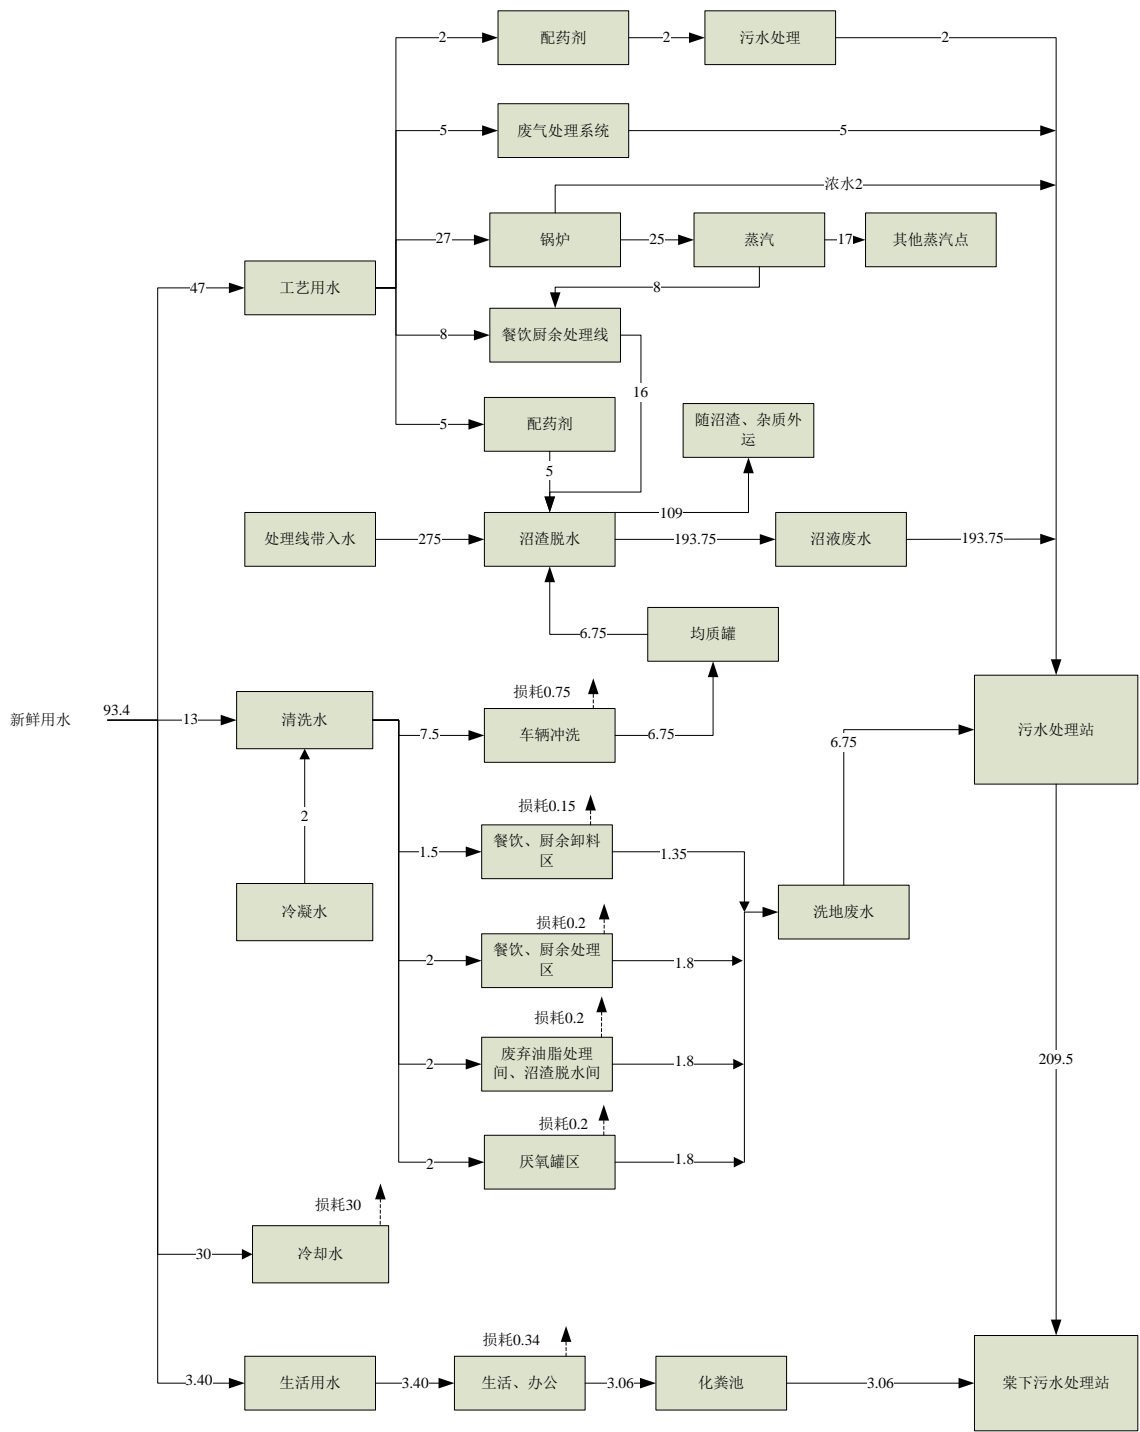 2
配药剂
2
污水处理
2
5
废气处理系统
5
浓水2
27
锅炉
25
蒸汽
17
其他蒸汽点
47
工艺用水
8
8
餐饮厨余处理线
16
5
配药剂
随沼渣、杂质外
运
5
109
处理线带入水
275
沼渣脱水
193.75
沼液废水
193.75
6.75
均质罐
损耗0.75
新鲜用水
93.4
13
清洗水
7.5
车辆冲洗
6.75
6.75
污水处理站
2
损耗0.15
1.5
餐饮、厨余卸料
区
1.35
冷凝水
洗地废水
损耗0.2
2
餐饮、厨余处理
区
1.8
损耗0.2
2
废弃油脂处理
间、沼渣脱水间
1.8
209.5
损耗0.2
2
厌氧罐区
1.8
损耗30
30
冷却水
损耗0.34
3.40
生活用水
3.40
生活、办公
3.06
化粪池
3.06
棠下污水处理站